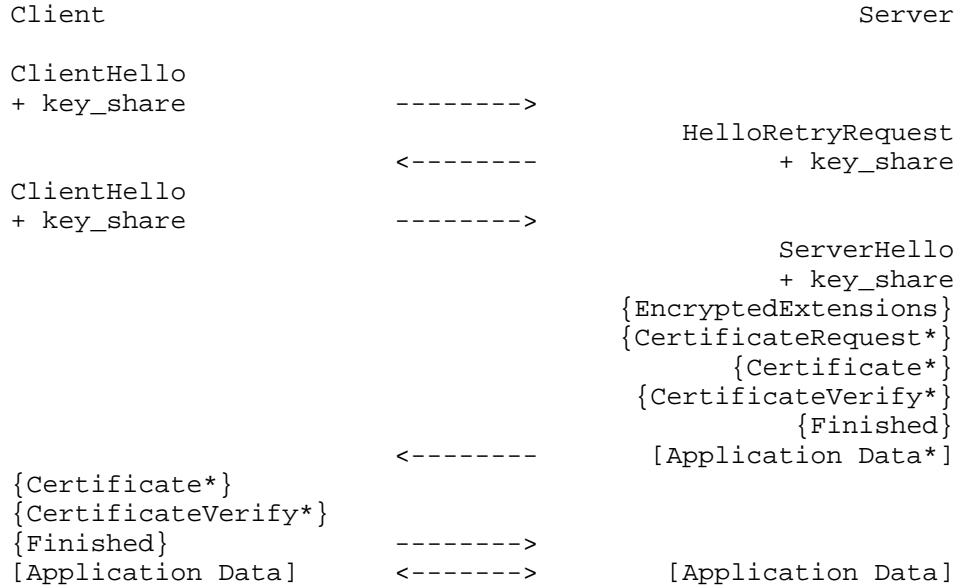 Client                                               Server

ClientHello
+ key_share             -------->
                                          HelloRetryRequest
                        <--------               + key_share
ClientHello
+ key_share             -------->
                                                ServerHello
                                                + key_share
                                      {EncryptedExtensions}
                                      {CertificateRequest*}
                                             {Certificate*}
                                       {CertificateVerify*}
                                                 {Finished}
                        <--------       [Application Data*]
{Certificate*}
{CertificateVerify*}
{Finished}              -------->
[Application Data]      <------->        [Application Data]